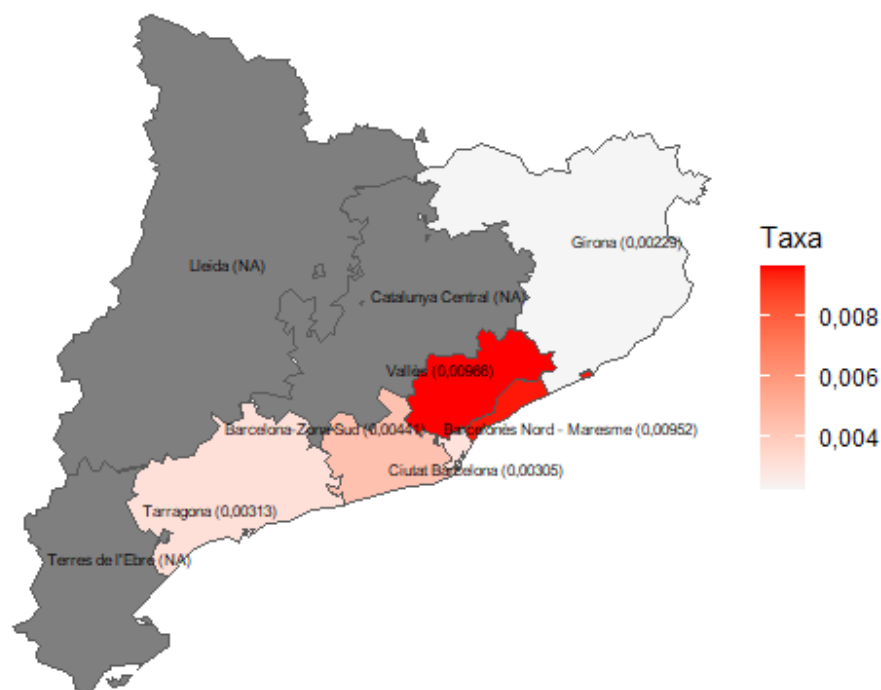 Girona (0,00229)
Lleida (NA)
Catalunya Central (NA)
Vallès (0,00966)
Barcelona-Zona Sud (0,00441)
Barcelonès Nord - Maresme (0,00952)
Ciutat Barcelona (0,00305)
Tarragona (0,00313)
Terres de l'Ebre (NA)
Taxa
0,008
0,006
0,004